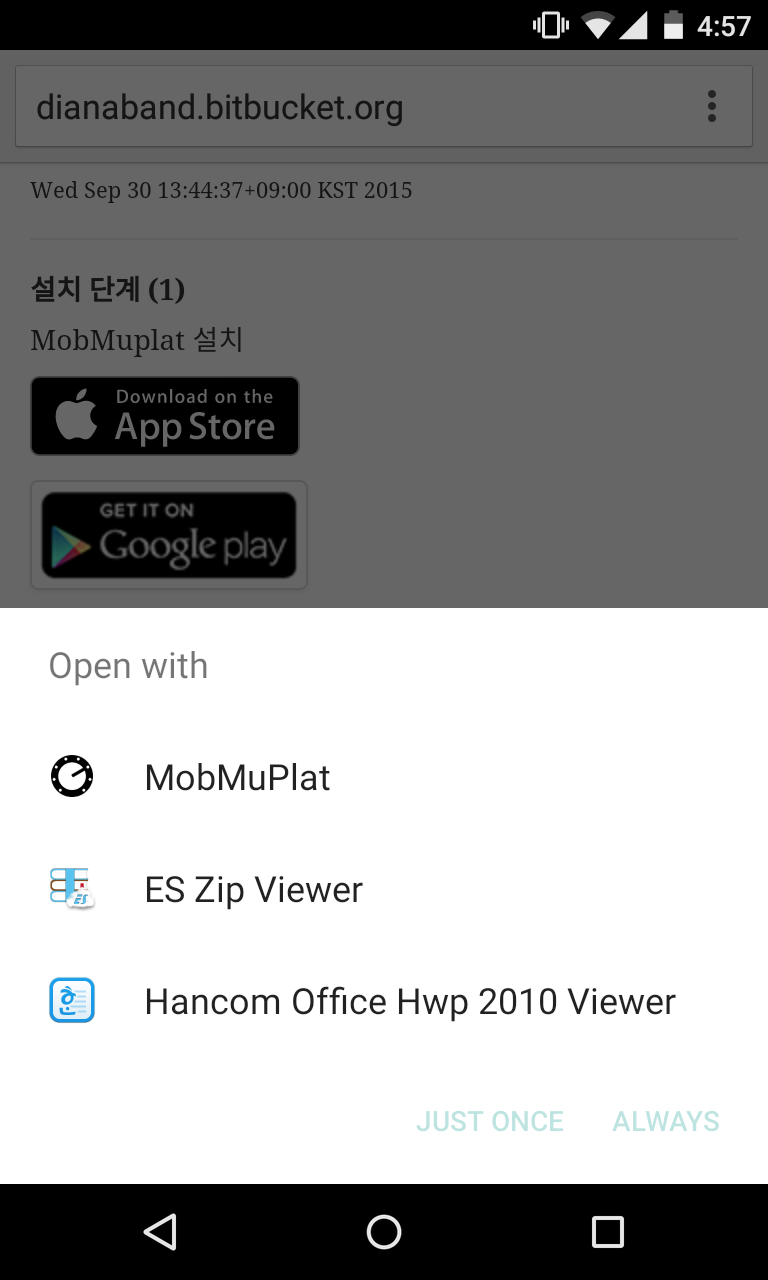 4:57
dianaband.bitbucket.org
Wed Sep 30 13:44:37+09:00 KST 2015
설치 단계 (1)
MobMuplat 설치
Download on the
App Store
GET IT ON
Google play
Open with
MobMuPlat
ES Zip Viewer
Hancom Office Hwp 2010 Viewer
JUST ONCE ALWAYS